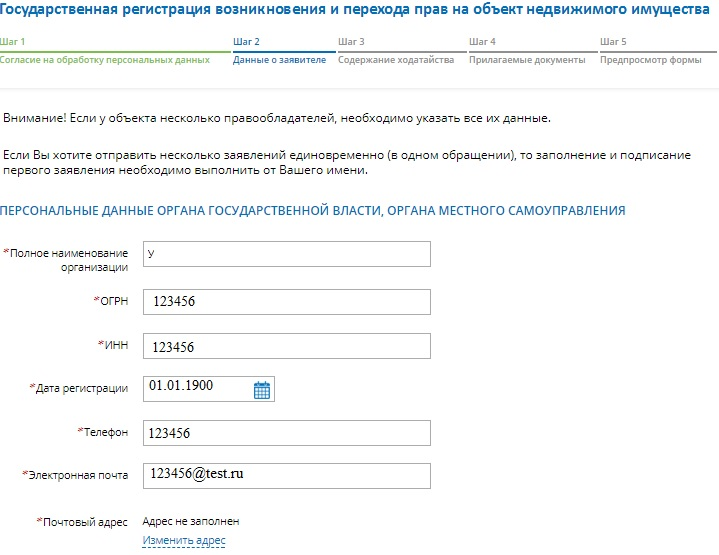 Государственная регистрация возникновения и перехода прав на объект недвижимого имущества
Шаг 1
Согласие на обработку персональных данных
Шаг 2
Данные о заявителе
Шаг 3
Содержание ходатайства
Шаг 4
Прилагаемые документы
Шаг 5
Предпросмотр формы
Внимание! Если у объекта несколько правообладателей, необходимо указать все их данные.
Если Вы хотите отправить несколько заявлений единовременно (в одном обращении), то заполнение и подписание
первого заявления необходимо выполнить от Вашего имени.
ПЕРСОНАЛЬНЫЕ ДАННЫЕ ОРГАНА ГОСУДАРСТВЕННОЙ ВЛАСТИ, ОРГАНА МЕСТНОГО САМОУПРАВЛЕНИЯ
*Полное наименование
организации
У
*ОГРН
123456
*ИНН
123456
*Дата регистрации
01.01.1900
*Телефон
123456
*Электронная почта
123456@test.ru
*Почтовый адрес
Адрес не заполнен
Изменить адрес